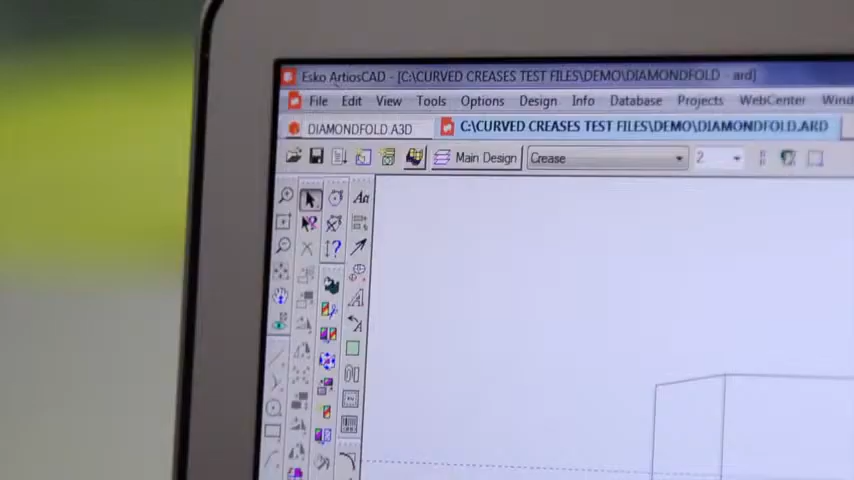 Esko ArtiosCAD - [C:\CURVED CREASES TEST FILES\DEMO\DIAMONDFOLD - ard]
File Edit View Tools Options Design Info Database Projects WebCenter Wind
DIAMONDFOLD.A3D C:\CURVED CREASES TEST FILES\DEMO\DIAMONDFOLD.ARD
Main Design Crease 2